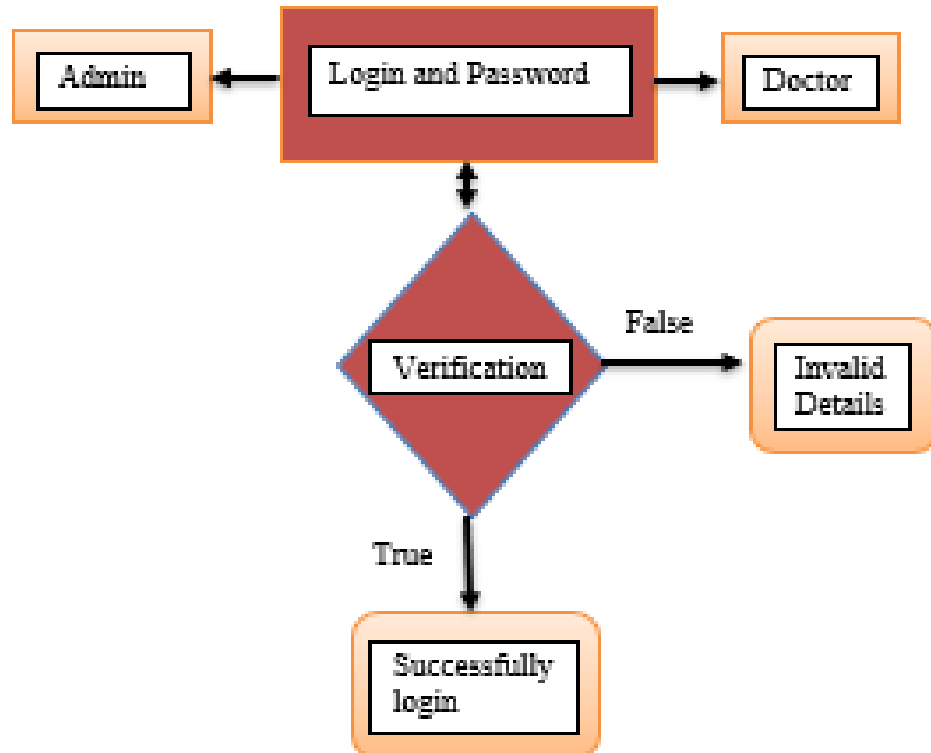 Admin
Login and Password
Doctor
False
Verification
Invalid
Details
True
Successfully
login